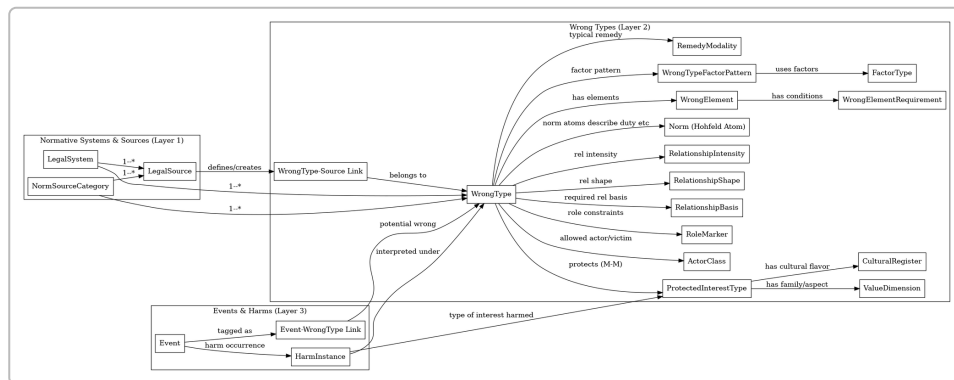 Wrong Types (Layer 2)
typical remedy
RemedyModality
factor pattern
WrongTypeFactorPattern
uses factors
FactorType
has elements
WrongElement
has conditions
WrongElementRequirement
norm atoms describe duty etc
Norm (Hohfeld Atom)
Normative Systems & Sources (Layer 1)
LegalSystem
1--*
1--*
LegalSource
NormSourceCategory
defines/creates
WrongType-Source Link
belongs to
1--*
1--*
WrongType
rel intensity
RelationshipIntensity
rel shape
RelationshipShape
required rel basis
RelationshipBasis
role constraints
RoleMarker
allowed actor/victim
ActorClass
protects (M-M)
ProtectedInterestType
has cultural flavor
CulturalRegister
has family/aspect
ValueDimension
potential wrong
interpreted under
Events & Harms (Layer 3)
Event
tagged as
Event-WrongType Link
harm occurrence
HarmInstance
type of interest harmed